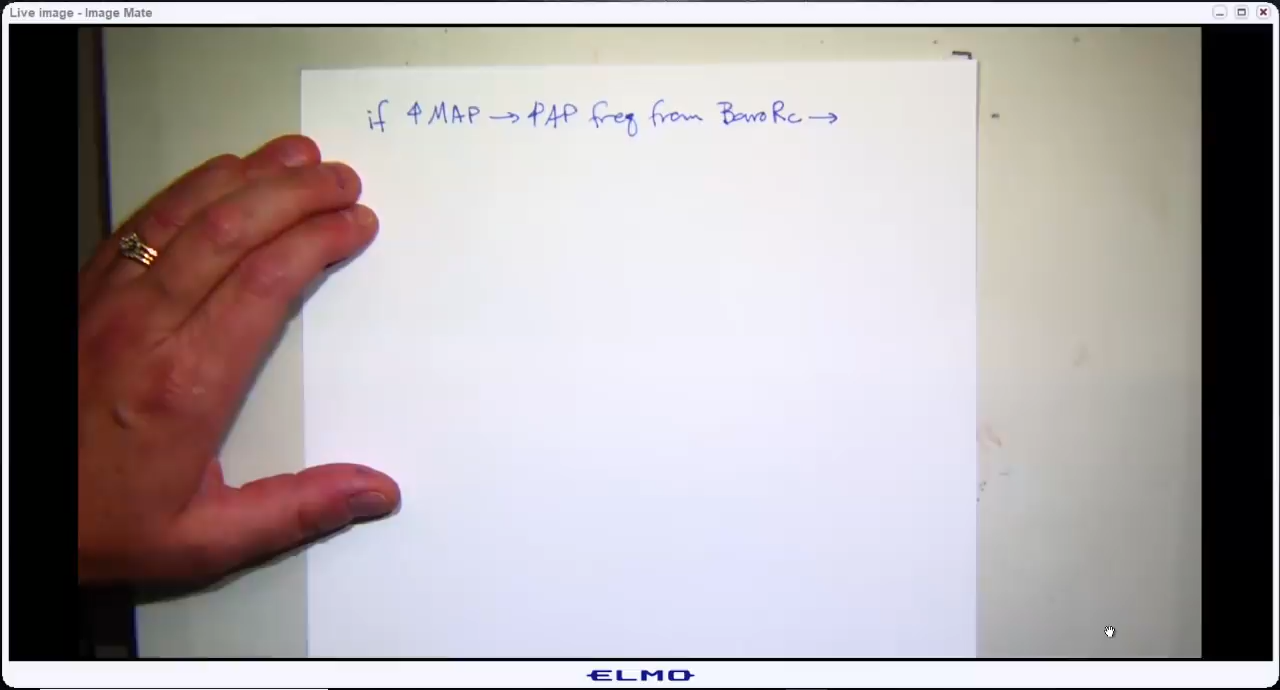 Live image - Image Mate
if ↑MAP → ↑AP freq from BaroRc →
ELMO